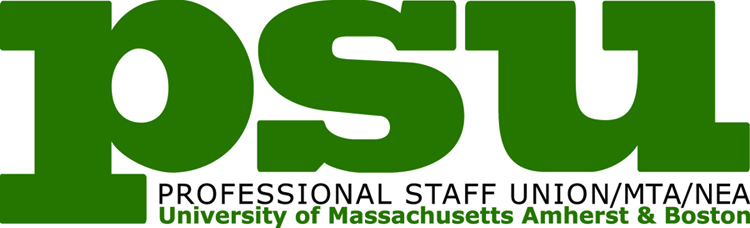 psu
PROFESSIONAL STAFF UNION/MTA/NEA
University of Massachusetts Amherst & Boston